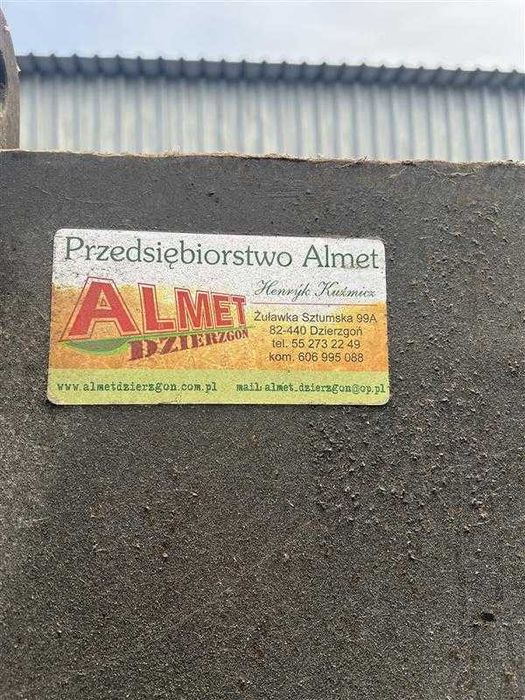 Przedsiębiorstwo Almet
Henryk Kuźmicz
ALMET
DZIERZGOŃ
Żuławka Sztumska 99A
82-440 Dzierzgoń
tel. 55 273 22 49
kom. 606 995 088
www.almetdzierzgon.com.pl mail.almet.dzierzgon@op.pl